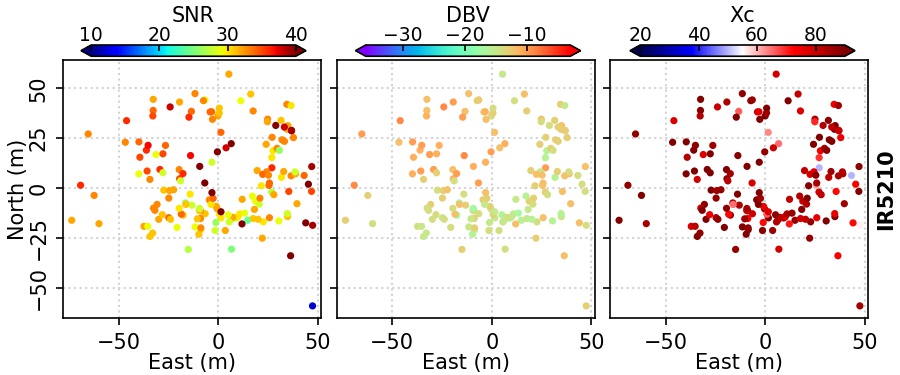 SNR DBV Xc
10 20 30 40 −30 −20 −10 20 40 60 80
50
25
0
−25
−50
North (m)
−50 0 50 −50 0 50 −50 0 50
East (m) East (m) East (m)
IR5210